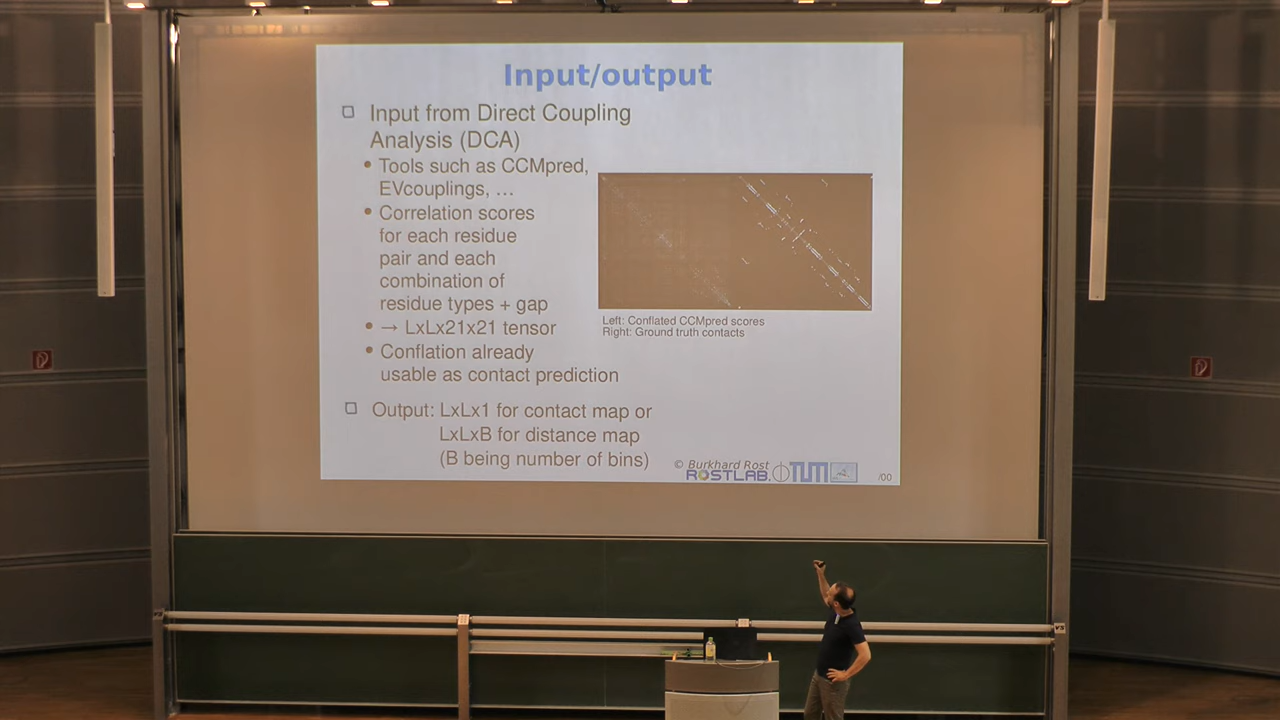 Input/output
Input from Direct Coupling
Analysis (DCA)
• Tools such as CCMpred,
EVcouplings, …
• Correlation scores
for each residue
pair and each
combination of
residue types + gap
• → LxLx21x21 tensor
• Conflation already
usable as contact prediction
Left: Conflated CCMpred scores
Right: Ground truth contacts
Output: LxLx1 for contact map or
LxLxB for distance map
(B being number of bins)
© Burkhard Rost
ROSTLAB. TUM
/00